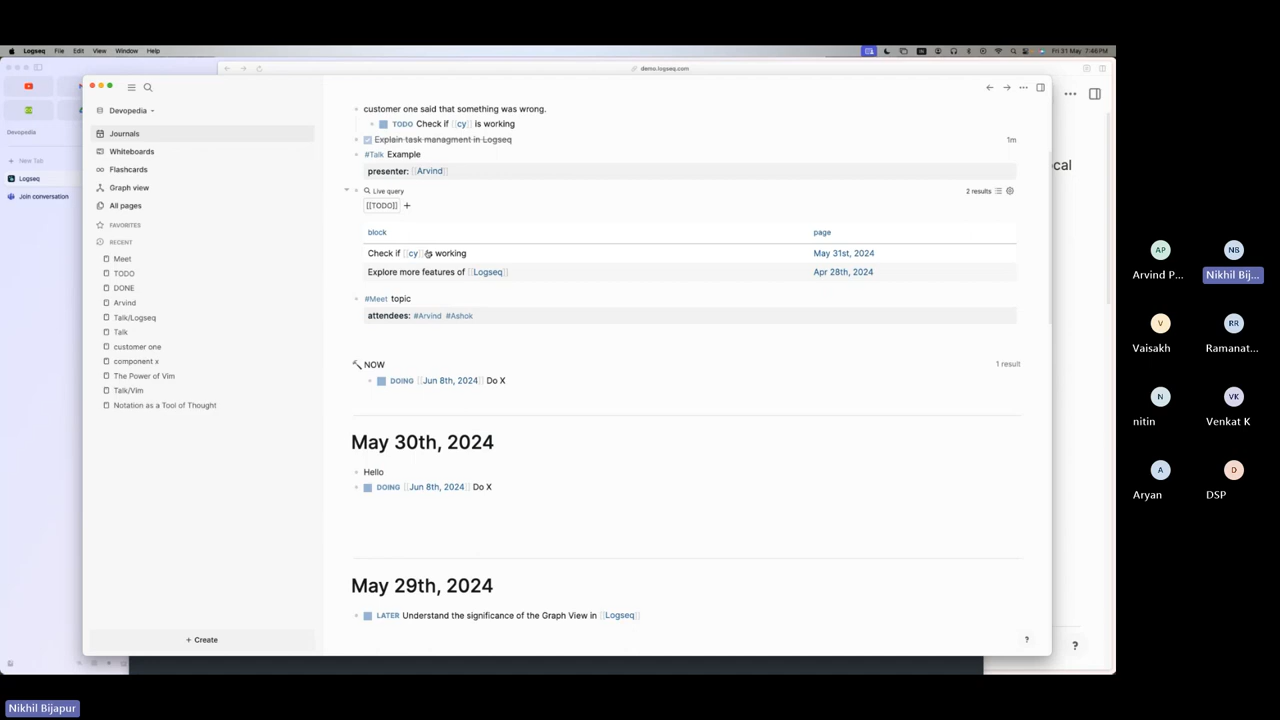 Logseq File Edit View Window Help
Fri 31 May 7:46PM
demo.logseq.com
Devopedia
New Tab
Logseq
Join conversation
Devopedia
Journals
Whiteboards
Flashcards
Graph view
All pages
FAVORITES
RECENT
Meet
TODO
DONE
Arvind
Talk/Logseq
Talk
customer one
component x
The Power of Vim
Talk/Vim
Notation as a Tool of Thought
+ Create
customer one said that something was wrong.
TODO Check if [[cy]] is working
Explain task managment in Logseq 1m
#Talk Example
presenter: [[Arvind]]
Live query 2 results
[[TODO]] +
block page
Check if [[cy]] is working May 31st, 2024
Explore more features of [[Logseq]] Apr 28th, 2024
#Meet topic
attendees: #Arvind #Ashok
🔨 NOW 1 result
DOING [[Jun 8th, 2024]] Do X
May 30th, 2024
Hello
DOING [[Jun 8th, 2024]] Do X
May 29th, 2024
LATER Understand the significance of the Graph View in [[Logseq]]
?
ocal
?
AP
Arvind P...
NB
Nikhil Bij...
V
Vaisakh
RR
Ramanat...
N
nitin
VK
Venkat K
A
Aryan
D
DSP
Nikhil Bijapur